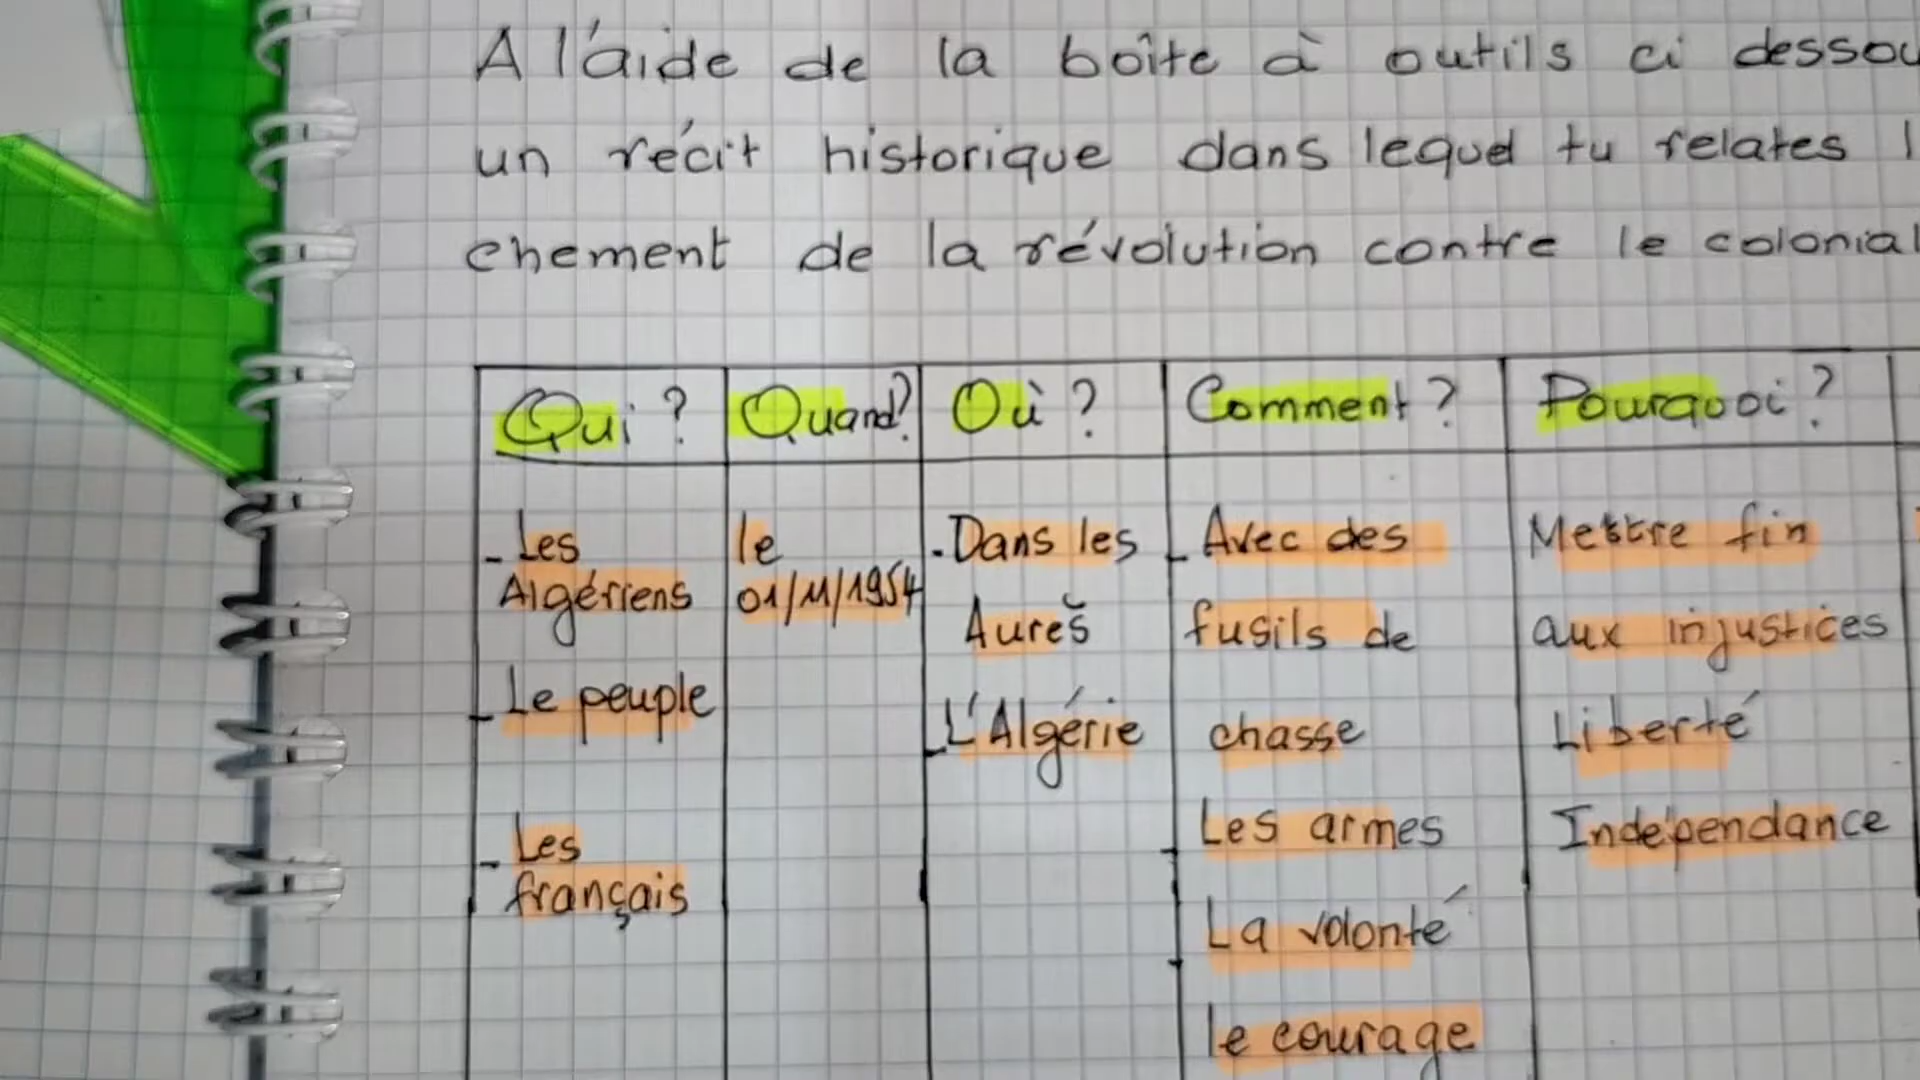 A l'aide de la boîte à outils ci dessou
un récit historique dans lequel tu relates l
chement de la révolution contre le colonial
Qui ? Quand? Où ? Comment ? Pourquoi ?
- Les
Algériens
- Le peuple
- Les
français
le
01/11/1954
- Dans les
Aurès
- L'Algérie
- Avec des
fusils de
chasse
- Les armes
- La volonté
le courage
Mettre fin
aux injustices
Liberté
Indépendance